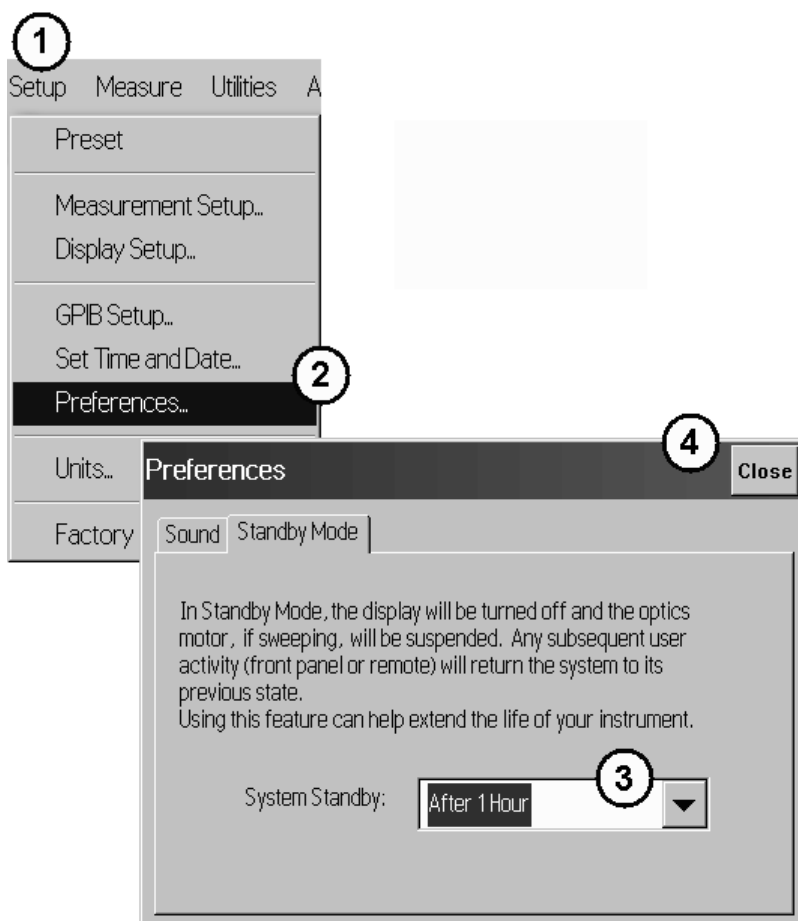 1
Setup Measure Utilities A
Preset
Measurement Setup...
Display Setup...
GPIB Setup...
Set Time and Date...
2
Preferences...
Units...
Factory
4
Preferences
Close
Sound Standby Mode
In Standby Mode, the display will be turned off and the optics
motor, if sweeping, will be suspended. Any subsequent user
activity (front panel or remote) will return the system to its
previous state.
Using this feature can help extend the life of your instrument.
3
System Standby: After 1 Hour